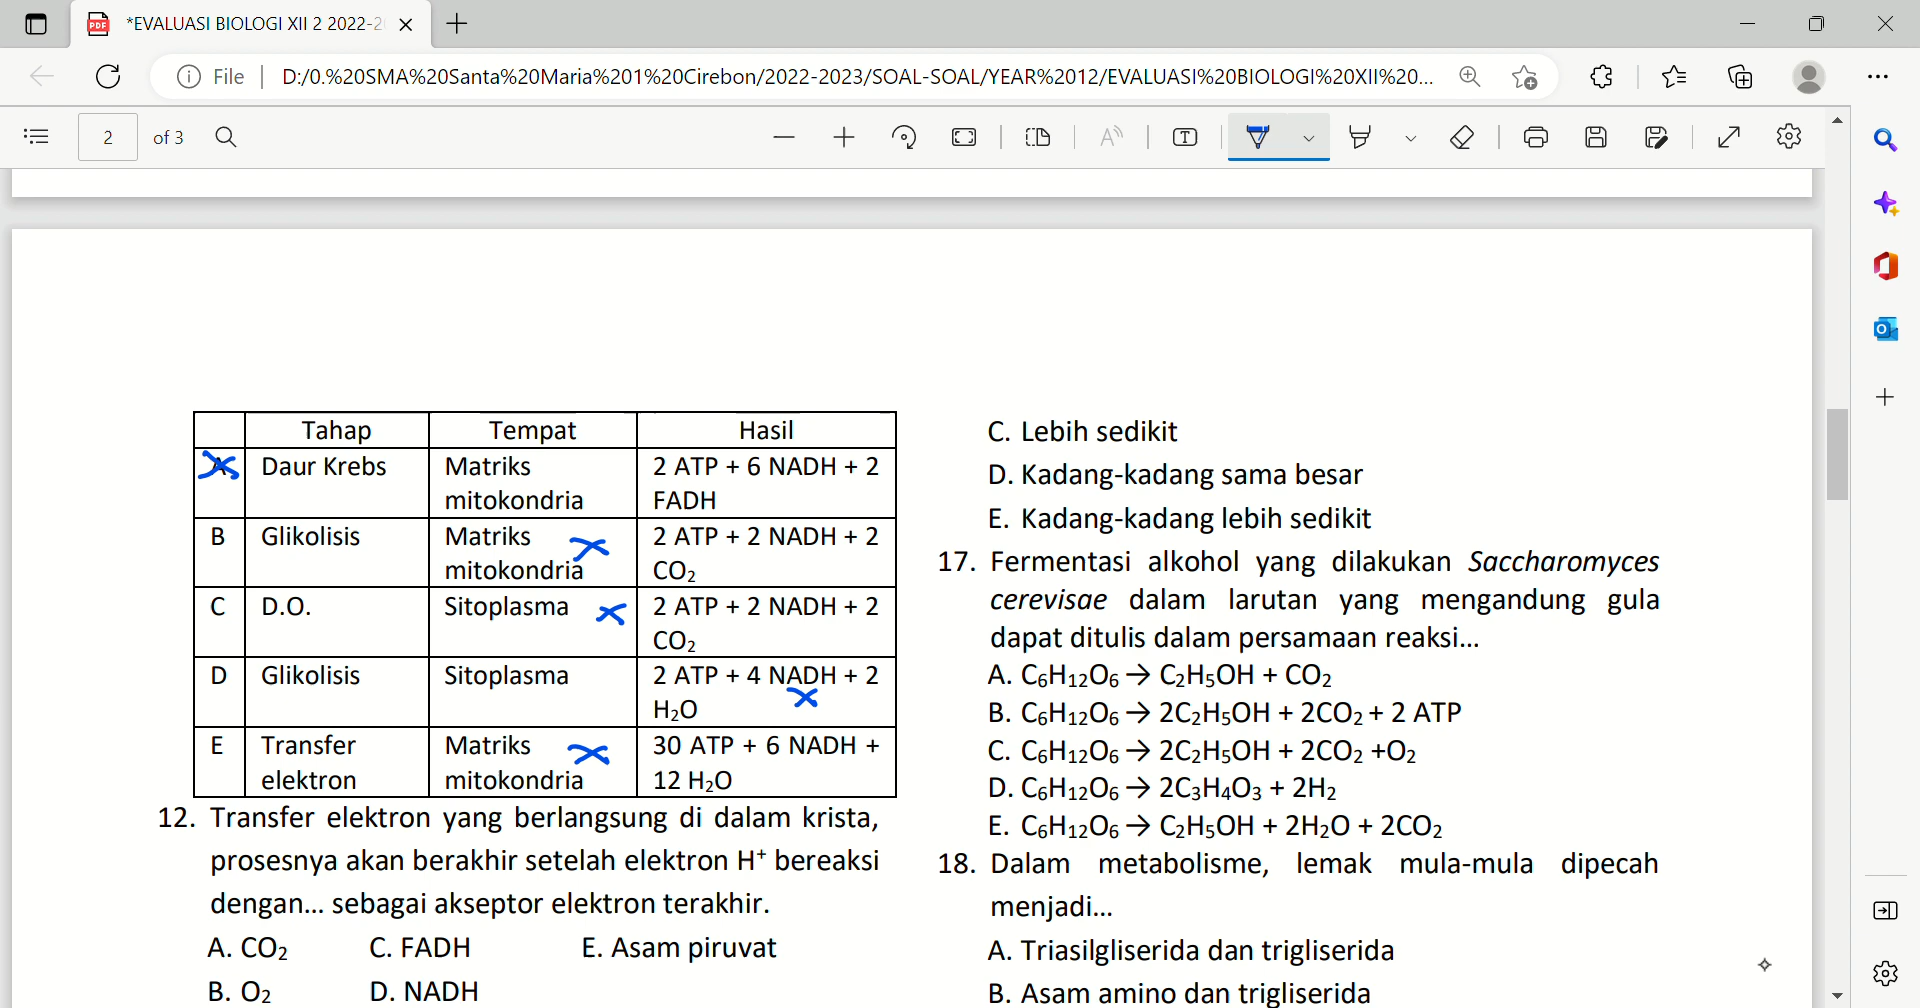 *EVALUASI BIOLOGI XII 2 2022-2
File
D:/0.%20SMA%20Santa%20Maria%201%20Cirebon/2022-2023/SOAL-SOAL/YEAR%2012/EVALUASI%20BIOLOGI%20XII%20...
2 of 3
Tahap Tempat Hasil
A Daur Krebs Matriks mitokondria 2 ATP + 6 NADH + 2 FADH
B Glikolisis Matriks mitokondria 2 ATP + 2 NADH + 2 CO₂
C D.O. Sitoplasma 2 ATP + 2 NADH + 2 CO₂
D Glikolisis Sitoplasma 2 ATP + 4 NADH + 2 H₂O
E Transfer elektron Matriks mitokondria 30 ATP + 6 NADH + 12 H₂O
12. Transfer elektron yang berlangsung di dalam krista,
prosesnya akan berakhir setelah elektron H⁺ bereaksi
dengan... sebagai akseptor elektron terakhir.
A. CO₂ C. FADH E. Asam piruvat
B. O₂ D. NADH
C. Lebih sedikit
D. Kadang-kadang sama besar
E. Kadang-kadang lebih sedikit
17. Fermentasi alkohol yang dilakukan Saccharomyces
cerevisae dalam larutan yang mengandung gula
dapat ditulis dalam persamaan reaksi...
A. C₆H₁₂O₆ → C₂H₅OH + CO₂
B. C₆H₁₂O₆ → 2C₂H₅OH + 2CO₂ + 2 ATP
C. C₆H₁₂O₆ → 2C₂H₅OH + 2CO₂ +O₂
D. C₆H₁₂O₆ → 2C₃H₄O₃ + 2H₂
E. C₆H₁₂O₆ → C₂H₅OH + 2H₂O + 2CO₂
18. Dalam metabolisme, lemak mula-mula dipecah
menjadi...
A. Triasilgliserida dan trigliserida
B. Asam amino dan trigliserida